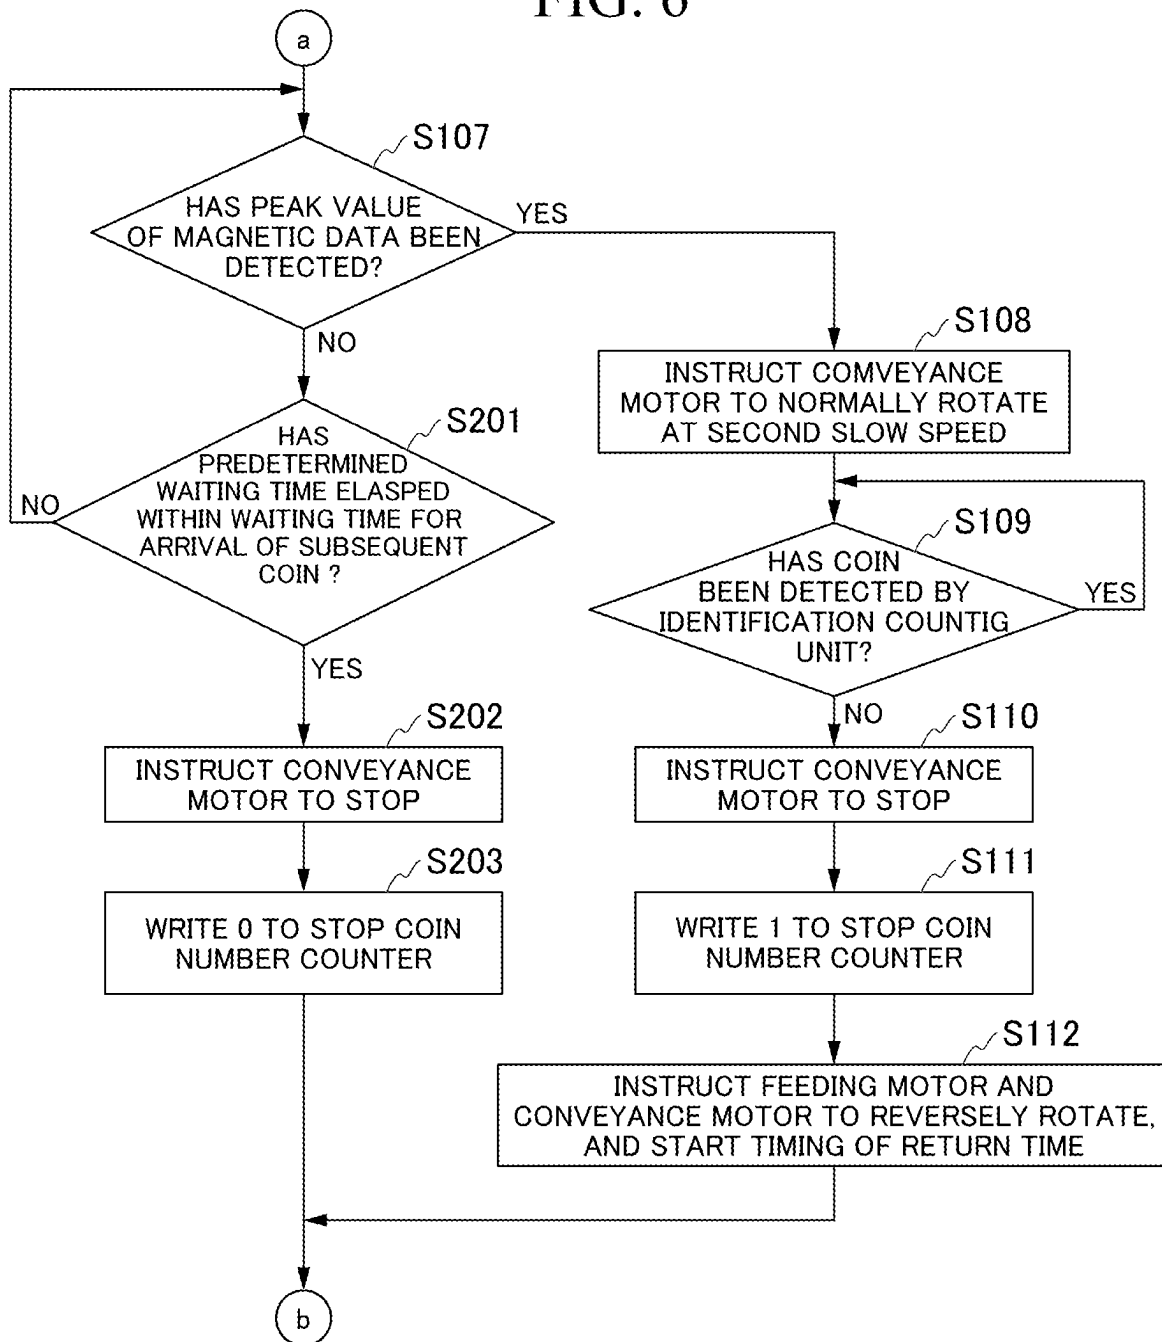 FIG. 6
a
S107
HAS PEAK VALUE
OF MAGNETIC DATA BEEN
DETECTED?
YES
NO
S108
INSTRUCT COMVEYANCE
MOTOR TO NORMALLY ROTATE
AT SECOND SLOW SPEED
S201
HAS
PREDETERMINED
WAITING TIME ELASPED
WITHIN WAITING TIME FOR
ARRIVAL OF SUBSEQUENT
COIN ?
NO
YES
S109
HAS COIN
BEEN DETECTED BY
IDENTIFICATION COUNTIG
UNIT?
YES
NO
S202
INSTRUCT CONVEYANCE
MOTOR TO STOP
S110
INSTRUCT CONVEYANCE
MOTOR TO STOP
S203
WRITE 0 TO STOP COIN
NUMBER COUNTER
S111
WRITE 1 TO STOP COIN
NUMBER COUNTER
S112
INSTRUCT FEEDING MOTOR AND
CONVEYANCE MOTOR TO REVERSELY ROTATE,
AND START TIMING OF RETURN TIME
b